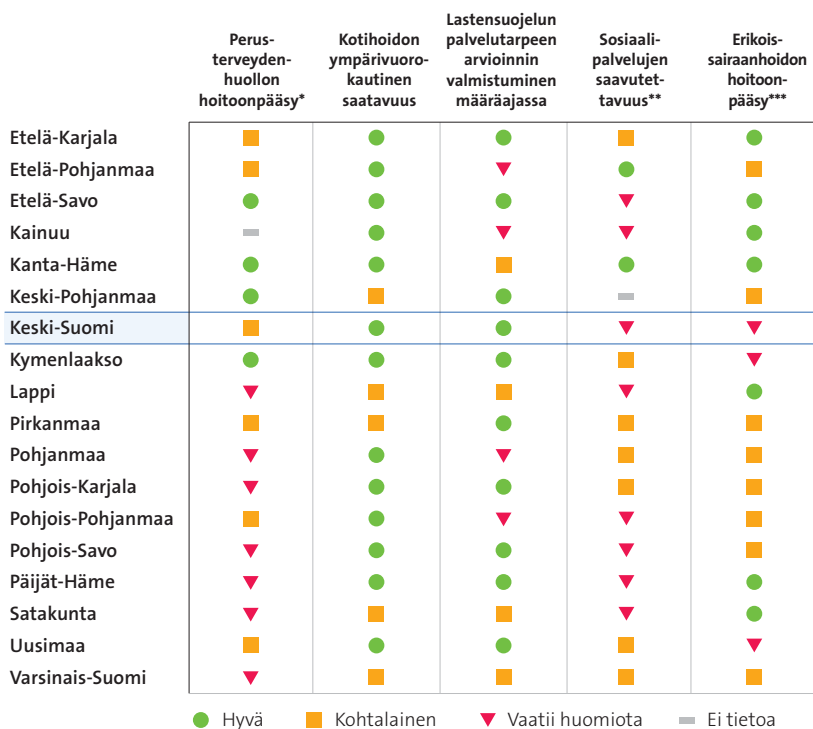 Perus-
terveyden-
huollon
hoitoonpääsy*
Kotihoidon
ympärivuoro-
kautinen
saatavuus
Lastensuojelun
palvelutarpeen
arvioinnin
valmistuminen
määräajassa
Sosiaali-
palvelujen
saavutet-
tavuus**
Erikois-
sairaanhoidon
hoitoon-
pääsy***
Etelä-Karjala
Etelä-Pohjanmaa
Etelä-Savo
Kainuu
Kanta-Häme
Keski-Pohjanmaa
Keski-Suomi
Kymenlaakso
Lappi
Pirkanmaa
Pohjanmaa
Pohjois-Karjala
Pohjois-Pohjanmaa
Pohjois-Savo
Päijät-Häme
Satakunta
Uusimaa
Varsinais-Suomi
Hyvä Kohtalainen Vaatii huomiota Ei tietoa